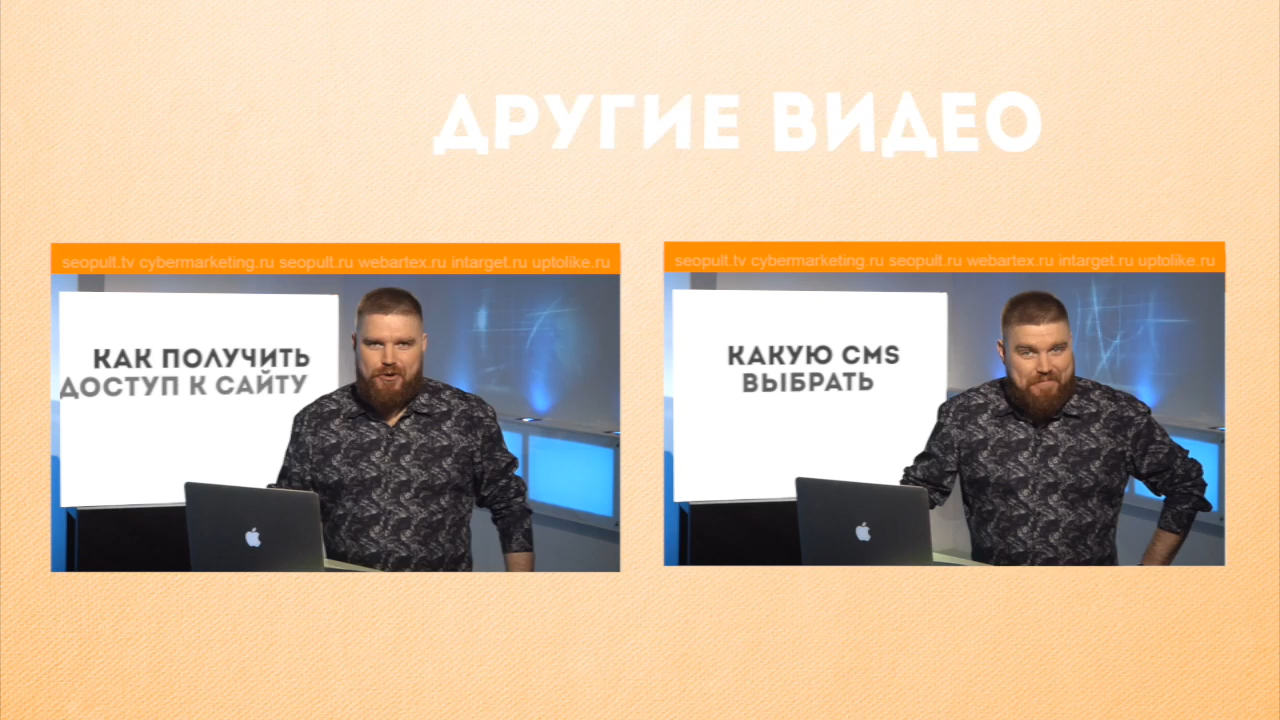 ДРУГИЕ ВИДЕО
seopult.tv cybermarketing.ru seopult.ru webartex.ru intarget.ru uptolike.ru
КАК ПОЛУЧИТЬ
ДОСТУП К САЙТУ
seopult.tv cybermarketing.ru seopult.ru webartex.ru intarget.ru uptolike.ru
КАКУЮ CMS
ВЫБРАТЬ